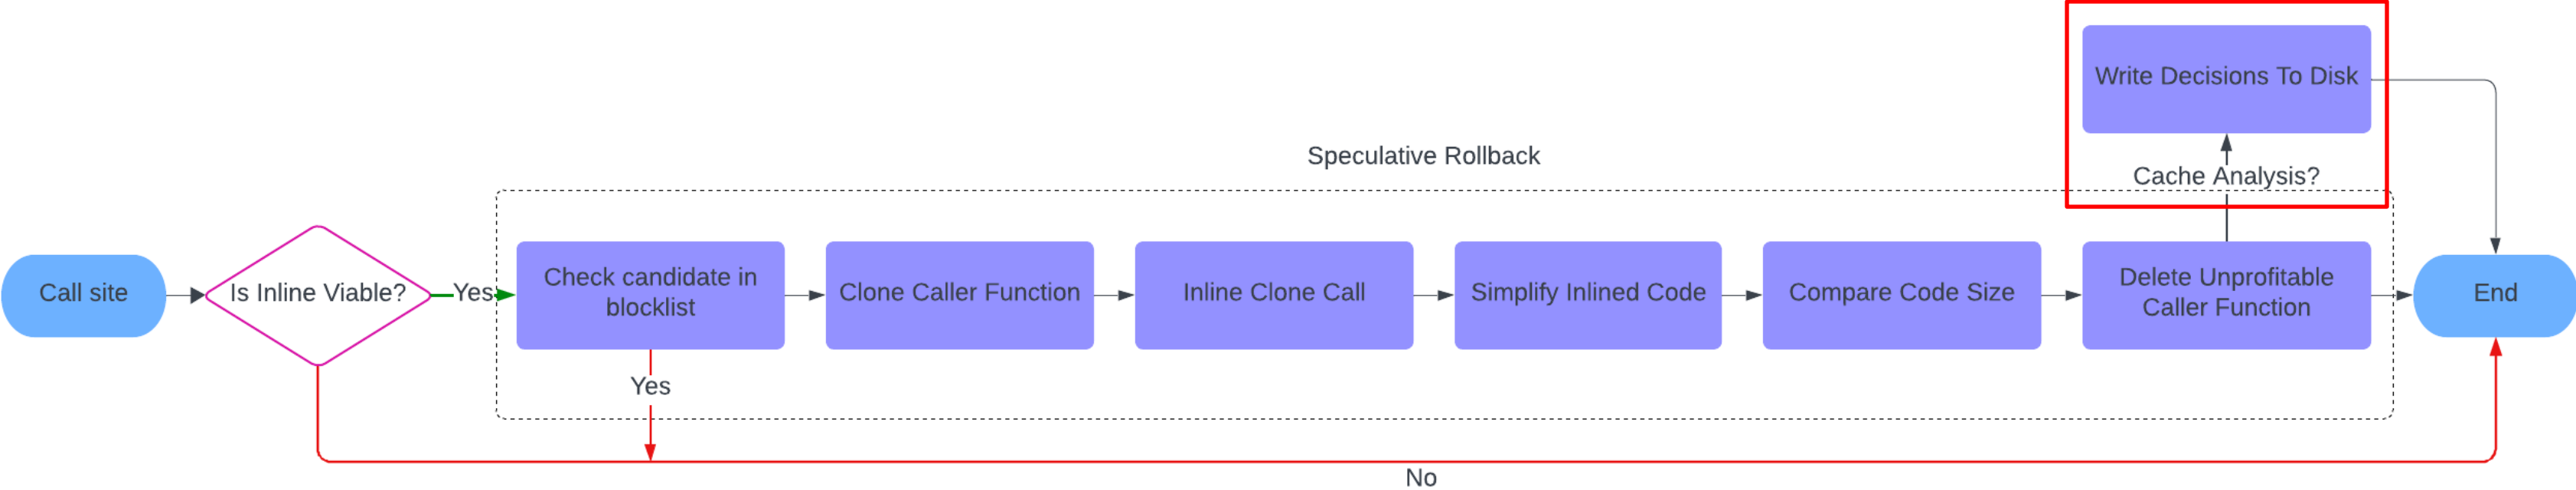 Write Decisions To Disk
Speculative Rollback
Cache Analysis?
Call site
Is Inline Viable?
Yes
Check candidate in
blocklist
Clone Caller Function
Inline Clone Call
Simplify Inlined Code
Compare Code Size
Delete Unprofitable
Caller Function
End
Yes
No